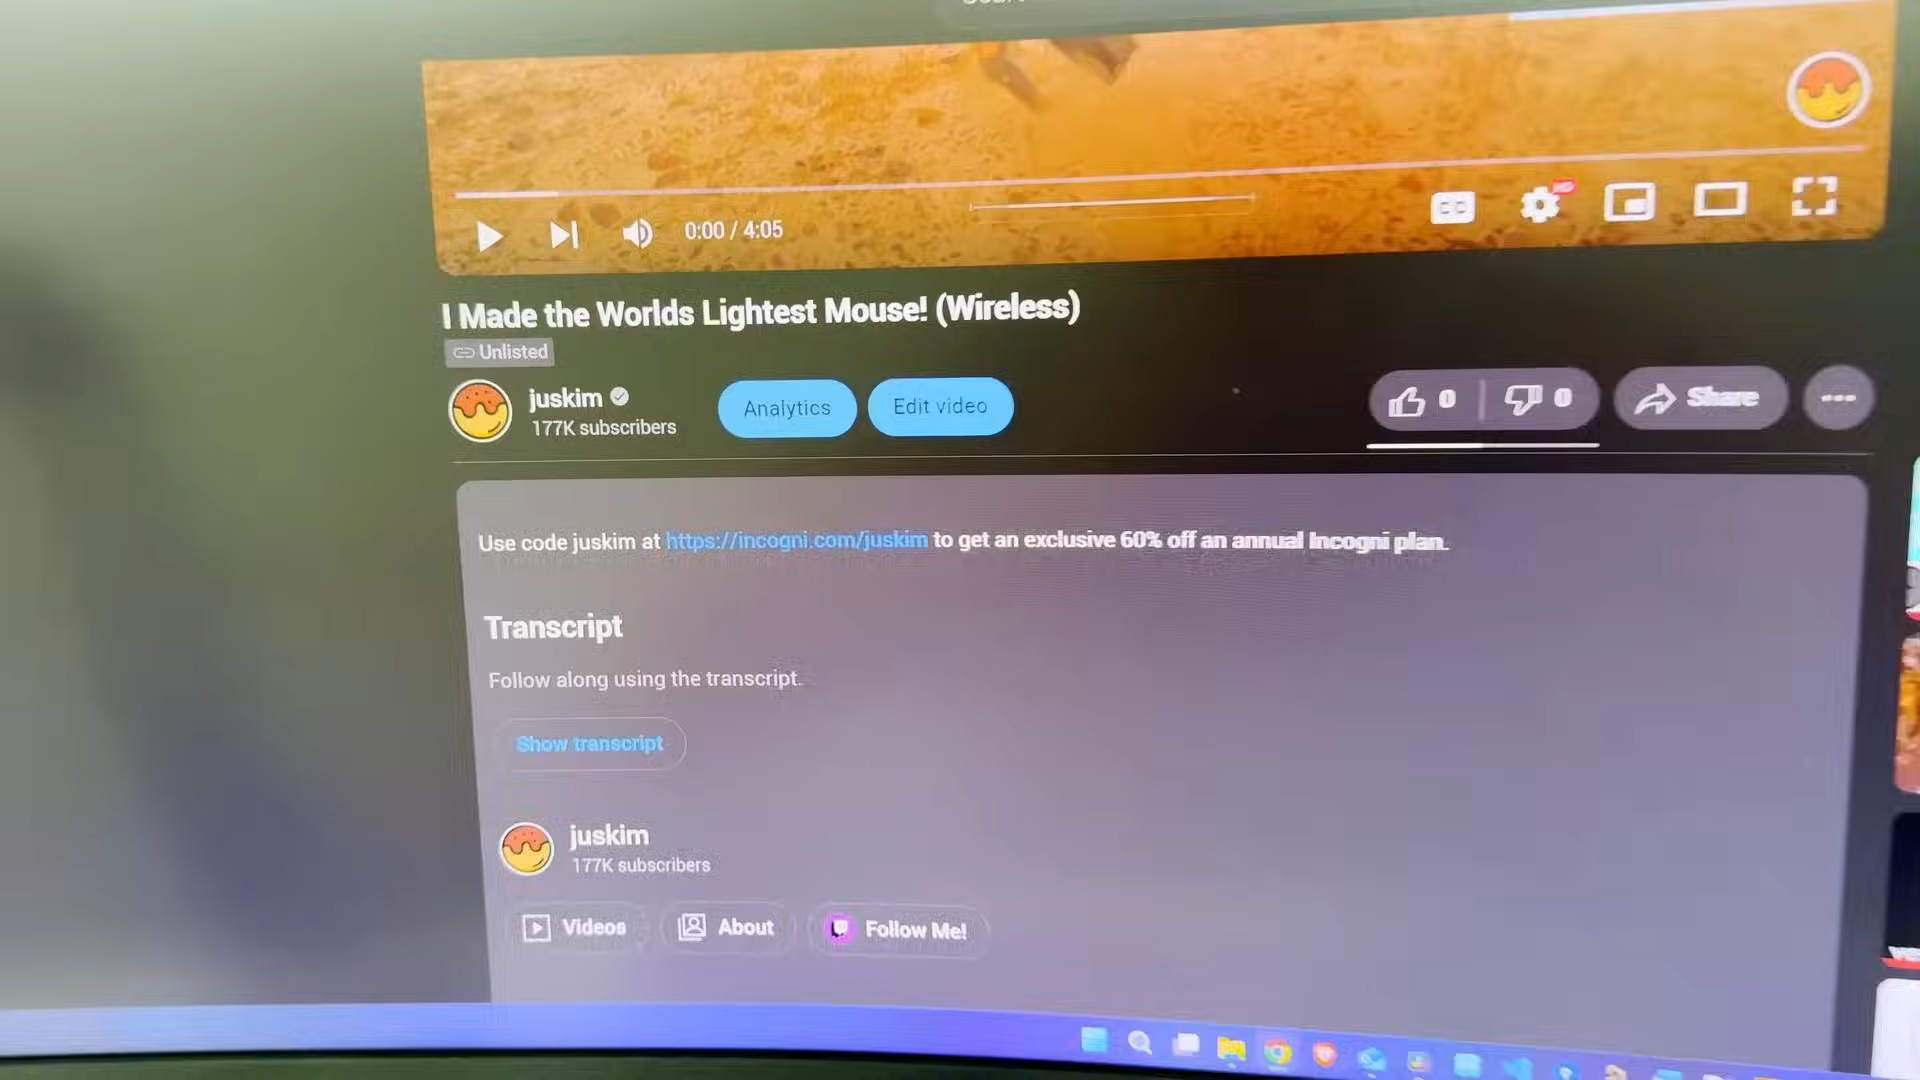 0:00 / 4:05
HD
I Made the Worlds Lightest Mouse! (Wireless)
Unlisted
juskim
177K subscribers
Analytics
Edit video
0
0
Share
Use code juskim at https://incogni.com/juskim to get an exclusive 60% off an annual Incogni plan.
Transcript
Follow along using the transcript.
Show transcript
juskim
177K subscribers
Videos
About
Follow Me!